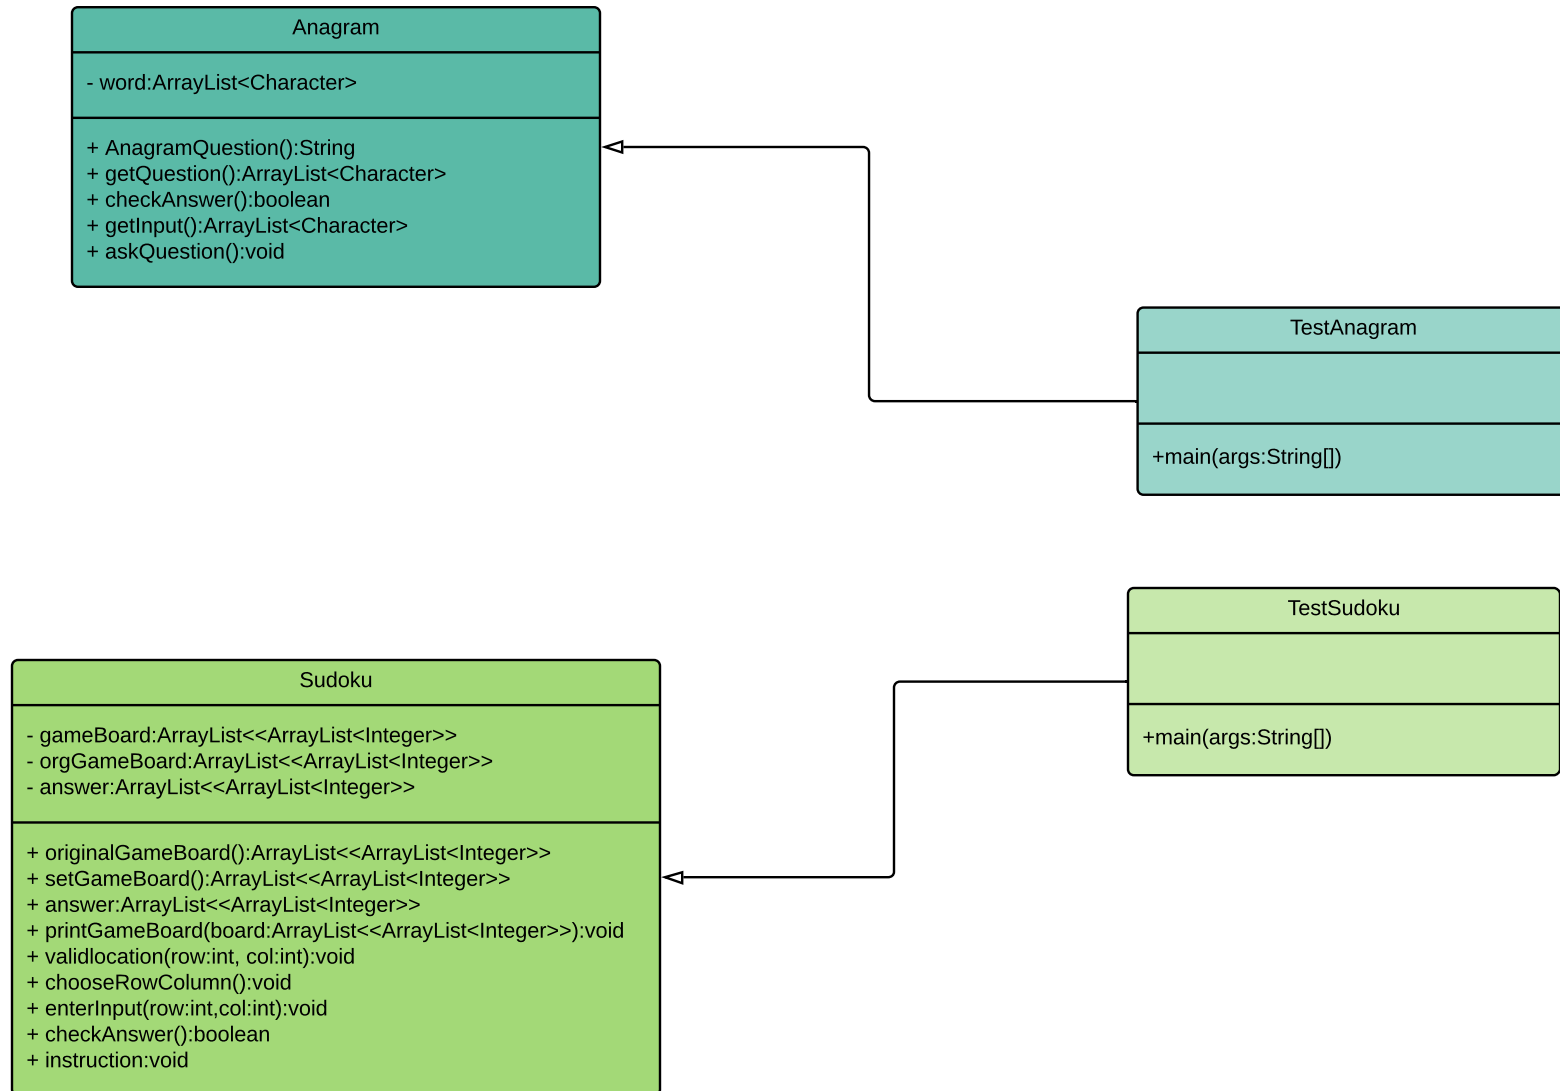 Anagram
- word:ArrayList<Character>
+ AnagramQuestion():String
+ getQuestion():ArrayList<Character>
+ checkAnswer():boolean
+ getInput():ArrayList<Character>
+ askQuestion():void
TestAnagram
+main(args:String[])
TestSudoku
+main(args:String[])
Sudoku
- gameBoard:ArrayList<<ArrayList<Integer>>
- orgGameBoard:ArrayList<<ArrayList<Integer>>
- answer:ArrayList<<ArrayList<Integer>>
+ originalGameBoard():ArrayList<<ArrayList<Integer>>
+ setGameBoard():ArrayList<<ArrayList<Integer>>
+ answer:ArrayList<<ArrayList<Integer>>
+ printGameBoard(board:ArrayList<<ArrayList<Integer>>):void
+ validlocation(row:int, col:int):void
+ chooseRowColumn():void
+ enterInput(row:int,col:int):void
+ checkAnswer():boolean
+ instruction:void